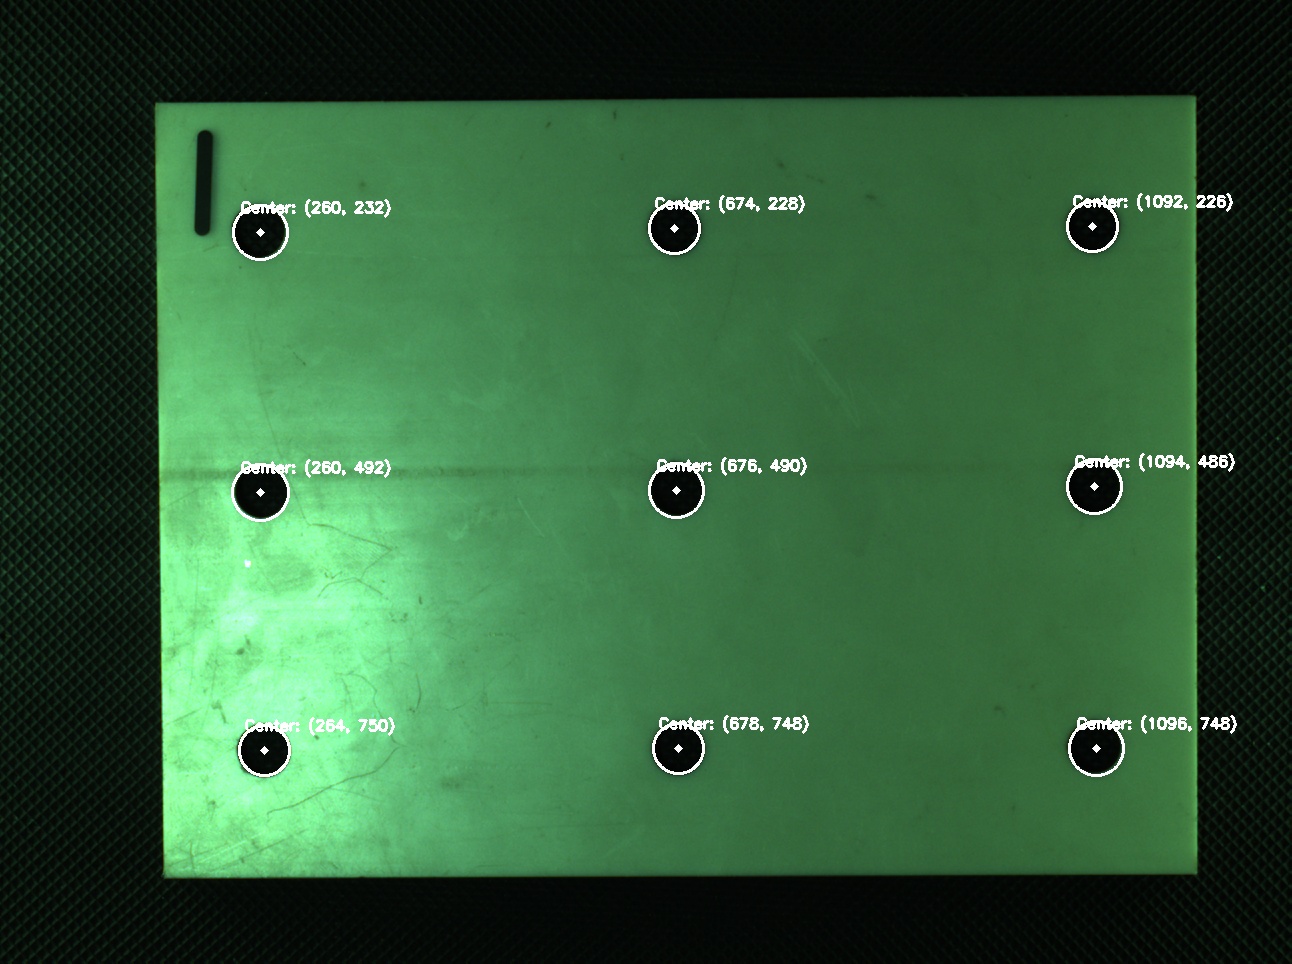 Center: (260, 232)
Center: (674, 228)
Center: (1092, 226)
Center: (260, 492)
Center: (676, 490)
Center: (1094, 486)
Center: (264, 750)
Center: (678, 748)
Center: (1096, 748)